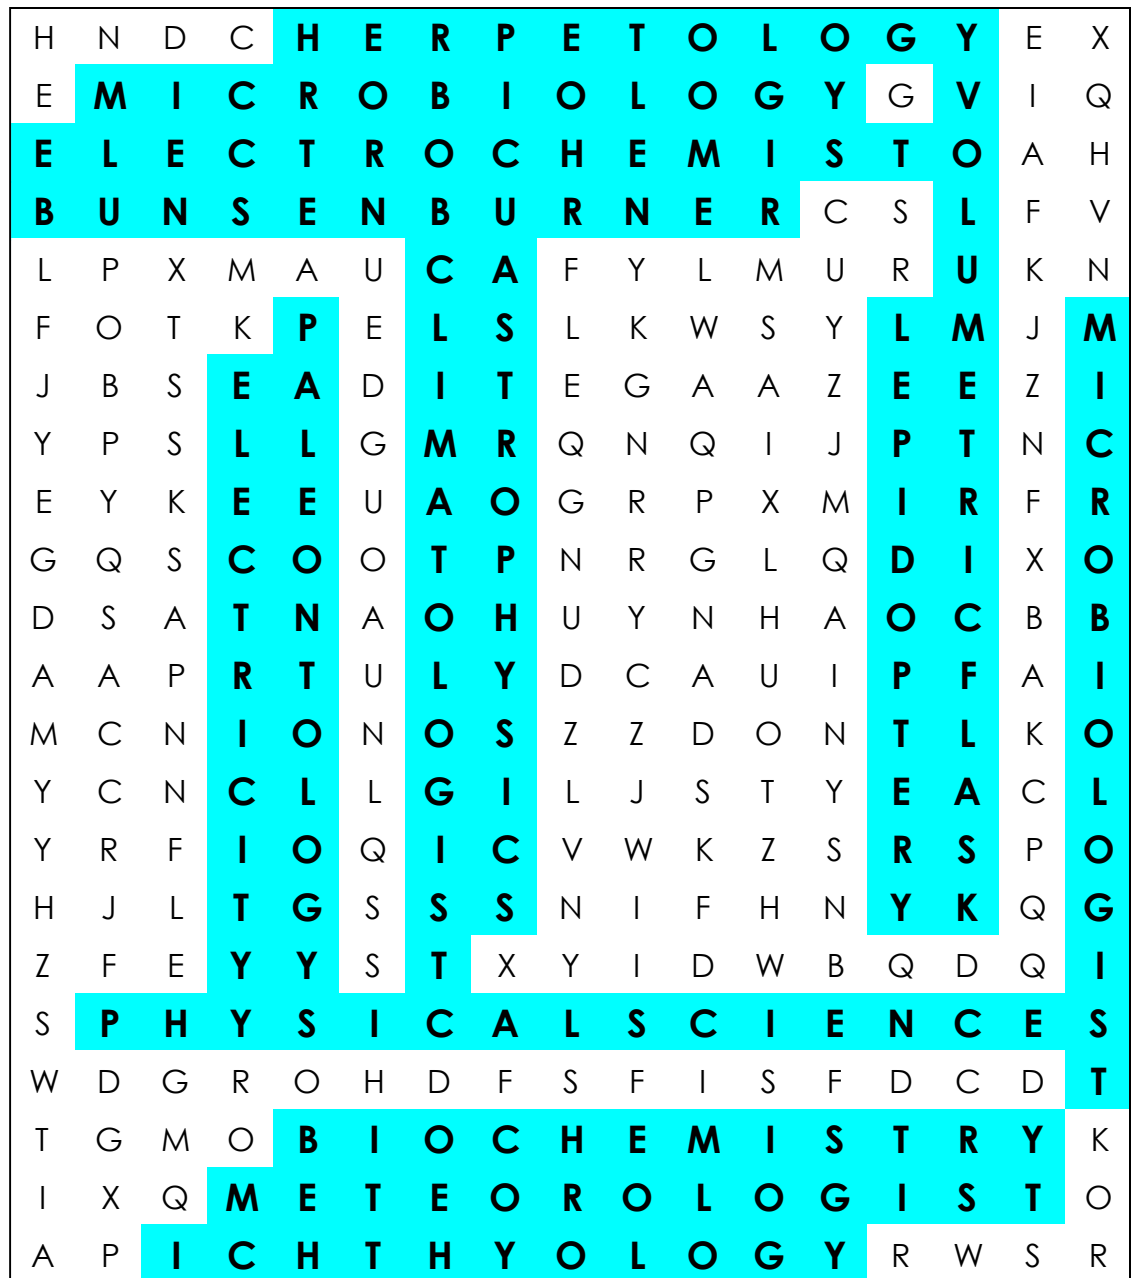 H N D C H E R P E T O L O G Y E X
E M I C R O B I O L O G Y G V I Q
E L E C T R O C H E M I S T O A H
B U N S E N B U R N E R C S L F V
L P X M A U C A F Y L M U R U K N
F O T K P E L S L K W S Y L M J M
J B S E A D I T E G A A Z E E Z I
Y P S L L G M R Q N Q I J P T N C
E Y K E E U A O G R P X M I R F R
G Q S C O O T P N R G L Q D I X O
D S A T N A O H U Y N H A O C B B
A A P R T U L Y D C A U I P F A I
M C N I O N O S Z Z D O N T L K O
Y C N C L L G I L J S T Y E A C L
Y R F I O Q I C V W K Z S R S P O
H J L T G S S S N I F H N Y K Q G
Z F E Y Y S T X Y I D W B Q D Q I
S P H Y S I C A L S C I E N C E S
W D G R O H D F S F I S F D C D T
T G M O B I O C H E M I S T R Y K
I X Q M E T E O R O L O G I S T O
A P I C H T H Y O L O G Y R W S R